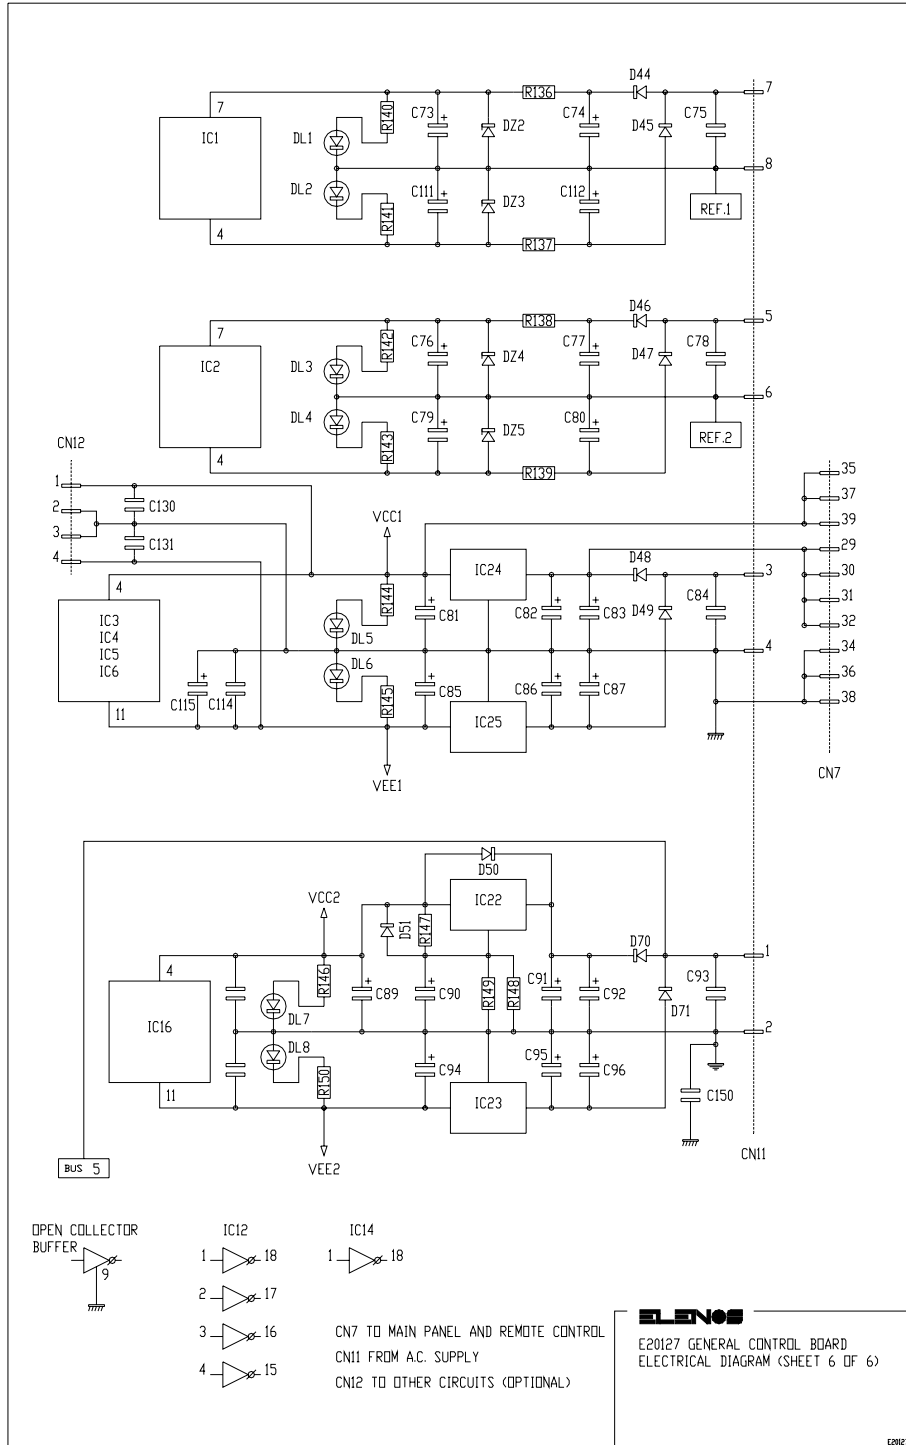 D44
7
R136
7
C73 +
C74 +
C75
R140
IC1
DL1
DZ2
D45
8
DL2
C111 +
C112 +
DZ3
REF.1
R141
4
R137
D46
5
R138
7
C76 +
C77 +
C78
R142
IC2
DL3
DZ4
D47
6
DL4
C79 +
C80 +
DZ5
REF.2
R143
CN12
4
R139
35
1
37
C130
2
VCC1
39
3
C131
29
4
D48
IC24
3
30
4
R144
C81 +
C82 +
C83 +
D49
C84
31
IC3
IC4
IC5
IC6
DL5
32
4
34
DL6
36
C115 +
C114
C85 +
C86 +
C87 +
R145
38
11
IC25
CN7
VEE1
D50
VCC2
IC22
D51
R147
D70
1
4
R146
C89 +
C90 +
R149
R148
C91 +
C92 +
C93
IC16
DL7
D71
2
DL8
C94 +
C95 +
C96 +
R150
C150
11
IC23
CN11
VEE2
BUS 5
OPEN COLLECTOR
BUFFER
9
IC12
IC14
1 18
1 18
2 17
3 16
4 15
CN7 TO MAIN PANEL AND REMOTE CONTROL
CN11 FROM A.C. SUPPLY
CN12 TO OTHER CIRCUITS (OPTIONAL)
ELENOS
E20127 GENERAL CONTROL BOARD
ELECTRICAL DIAGRAM (SHEET 6 OF 6)